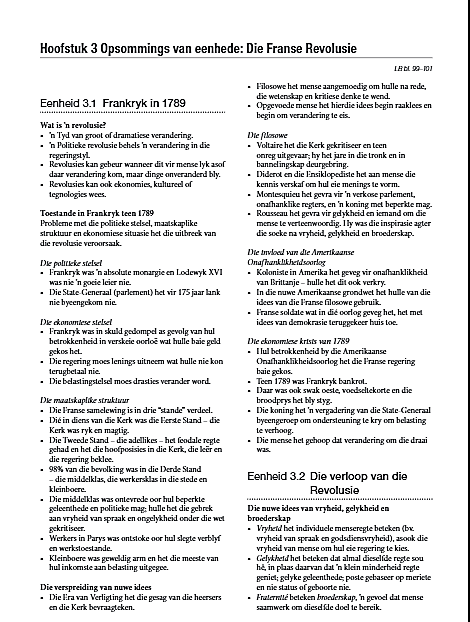 Hoofstuk 3 Opsommings van eenhede: Die Franse Revolusie
LB bl. 99–101
Eenheid 3.1 Frankryk in 1789
Wat is 'n revolusie?
• 'n Tyd van groot of dramatiese verandering.
• 'n Politieke revolusie behels 'n verandering in die
regeringstyl.
• Revolusies kan gebeur wanneer dit vir mense lyk asof
daar verandering kom, maar dinge onveranderd bly.
• Revolusies kan ook ekonomies, kultureel of
tegnologies wees.
Toestande in Frankryk teen 1789
Probleme met die politieke stelsel, maatskaplike
struktuur en ekonomiese situasie het die uitbreek van
die revolusie veroorsaak.
Die politieke stelsel
• Frankryk was 'n absolute monargie en Lodewyk XVI
was nie 'n goeie leier nie.
• Die State-Generaal (parlement) het vir 175 jaar lank
nie byeengekom nie.
Die ekonomiese stelsel
• Frankryk was in skuld gedompel as gevolg van hul
betrokkenheid in verskeie oorloë wat hulle baie geld
gekos het.
• Die regering moes lenings uitneem wat hulle nie kon
terugbetaal nie.
• Die belastingstelsel moes drasties verander word.
Die maatskaplike struktuur
• Die Franse samelewing is in drie "stande" verdeel.
• Dié in diens van die Kerk was die Eerste Stand – die
Kerk was ryk en magtig.
• Die Tweede Stand – die adellikes – het feodale regte
gehad en het die hoofposisies in die Kerk, die leër en
die regering beklee.
• 98% van die bevolking was in die Derde Stand
– die middelklas, die werkersklas in die stede en
kleinboere.
• Die middelklas was ontevrede oor hul beperkte
geleenthede en politieke mag; hulle het die gebrek
aan vryheid van spraak en ongelykheid onder die wet
gekritiseer.
• Werkers in Parys was ontstoke oor hul slegte verblyf
en werkstoestande.
• Kleinboere was geweldig arm en het die meeste van
hul inkomste aan belasting uitgegee.
Die verspreiding van nuwe idees
• Die Era van Verligting het die gesag van die heersers
en die Kerk bevraagteken.
• Filosowe het mense aangemoedig om hulle na rede,
die wetenskap en kritiese denke te wend.
• Opgevoede mense het hierdie idees begin raaklees en
begin om verandering te eis.
Die filosowe
• Voltaire het die Kerk gekritiseer en teen
onreg uitgevaar; hy het jare in die tronk en in
bannelingskap deurgebring.
• Diderot en die Ensiklopediste het aan mense die
kennis verskaf om hul eie menings te vorm.
• Montesquieu het gevra vir 'n verkose parlement,
onafhanklike regters, en 'n koning met beperkte mag.
• Rousseau het gevra vir gelykheid en iemand om die
mense te verteenwoordig. Hy was die inspirasie agter
die soeke na vryheid, gelykheid en broederskap.
Die invloed van die Amerikaanse
Onafhanklikheidsoorlog
• Koloniste in Amerika het geveg vir onafhanklikheid
van Brittanje – hulle het dit ook verkry.
• In die nuwe Amerikaanse grondwet het hulle van die
idees van die Franse filosowe gebruik.
• Franse soldate wat in dié oorlog geveg het, het met
idees van demokrasie teruggekeer huis toe.
Die ekonomiese krisis van 1789
• Hul betrokkenheid by die Amerikaanse
Onafhanklikheidsoorlog het die Franse regering
baie gekos.
• Teen 1789 was Frankryk bankrot.
• Daar was ook swak oeste, voedseltekorte en die
broodprys het bly styg.
• Die koning het 'n vergadering van die State-Generaal
byeengeroep om ondersteuning te kry om belasting
te verhoog.
• Die mense het gehoop dat verandering om die draai
was.
Eenheid 3.2 Die verloop van die
Revolusie
Die nuwe idees van vryheid, gelykheid en
broederskap
• Vryheid het individuele menseregte beteken (bv.
vryheid van spraak en godsdiensvryheid), asook die
vryheid van mense om hul eie regering te kies.
• Gelykheid het beteken dat almal dieselfde regte sou
hê, in plaas daarvan dat 'n klein minderheid regte
geniet; gelyke geleenthede; poste gebaseer op meriete
en nie status of geboorte nie.
• Fraternité beteken broederskap, 'n gevoel dat mense
saamwerk om dieselfde doel te bereik.